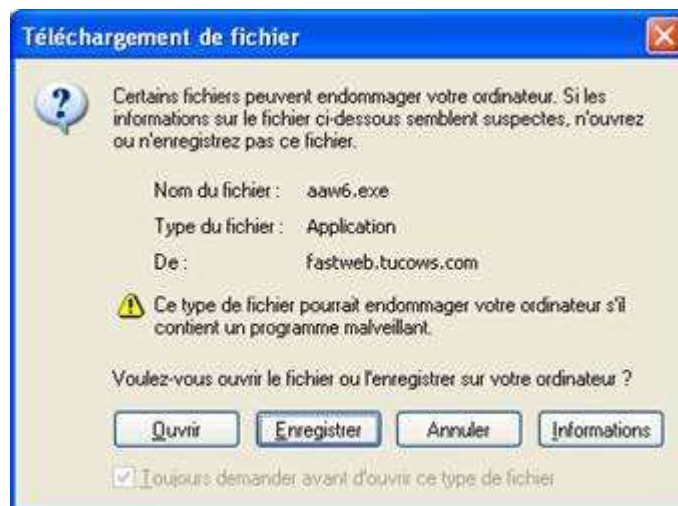 Téléchargement de fichier
Certains fichiers peuvent endommager votre ordinateur. Si les
informations sur le fichier ci-dessous semblent suspectes, n'ouvrez
ou n'enregistrez pas ce fichier.
Nom du fichier : aaw6.exe
Type du fichier : Application
De : fastweb.tucows.com
Ce type de fichier pourrait endommager votre ordinateur s'il
contient un programme malveillant.
Voulez-vous ouvrir le fichier ou l'enregistrer sur votre ordinateur ?
Ouvrir Enregistrer Annuler Informations
Toujours demander avant d'ouvrir ce type de fichier